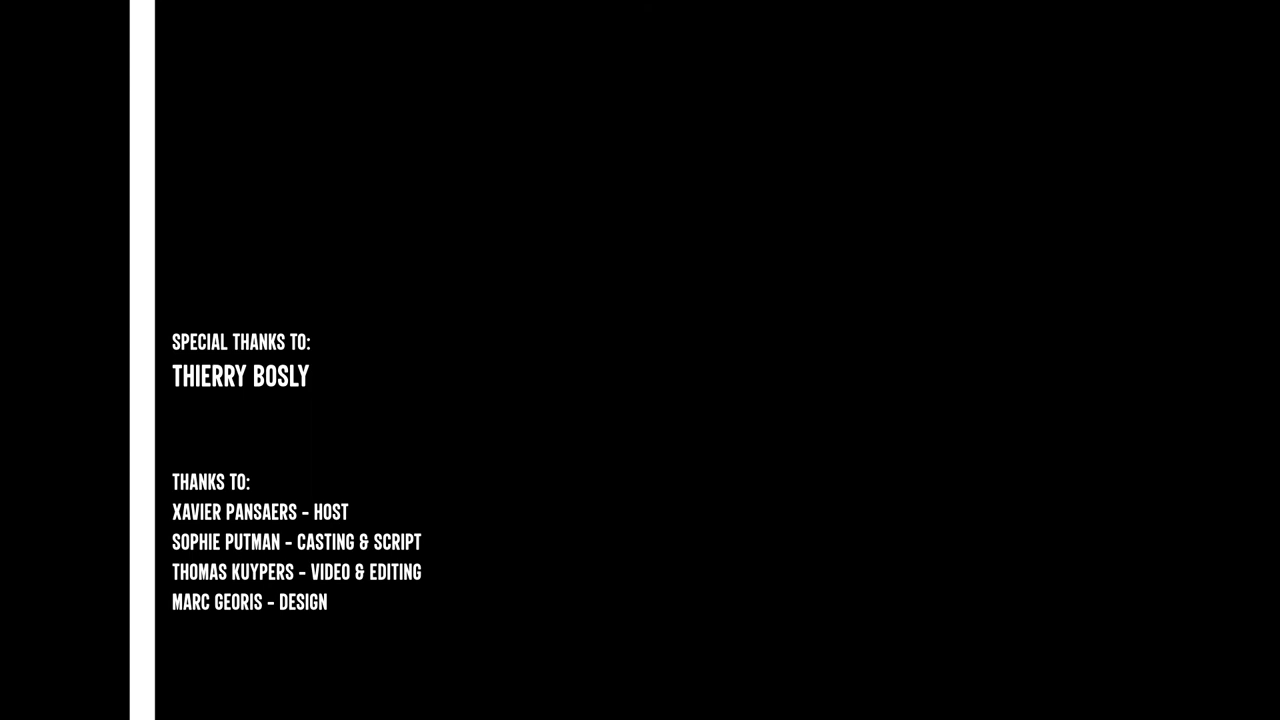 SPECIAL THANKS TO:
THIERRY BOSLY
THANKS TO:
XAVIER PANSAERS - HOST
SOPHIE PUTMAN - CASTING & SCRIPT
THOMAS KUYPERS - VIDEO & EDITING
MARC GEORIS - DESIGN